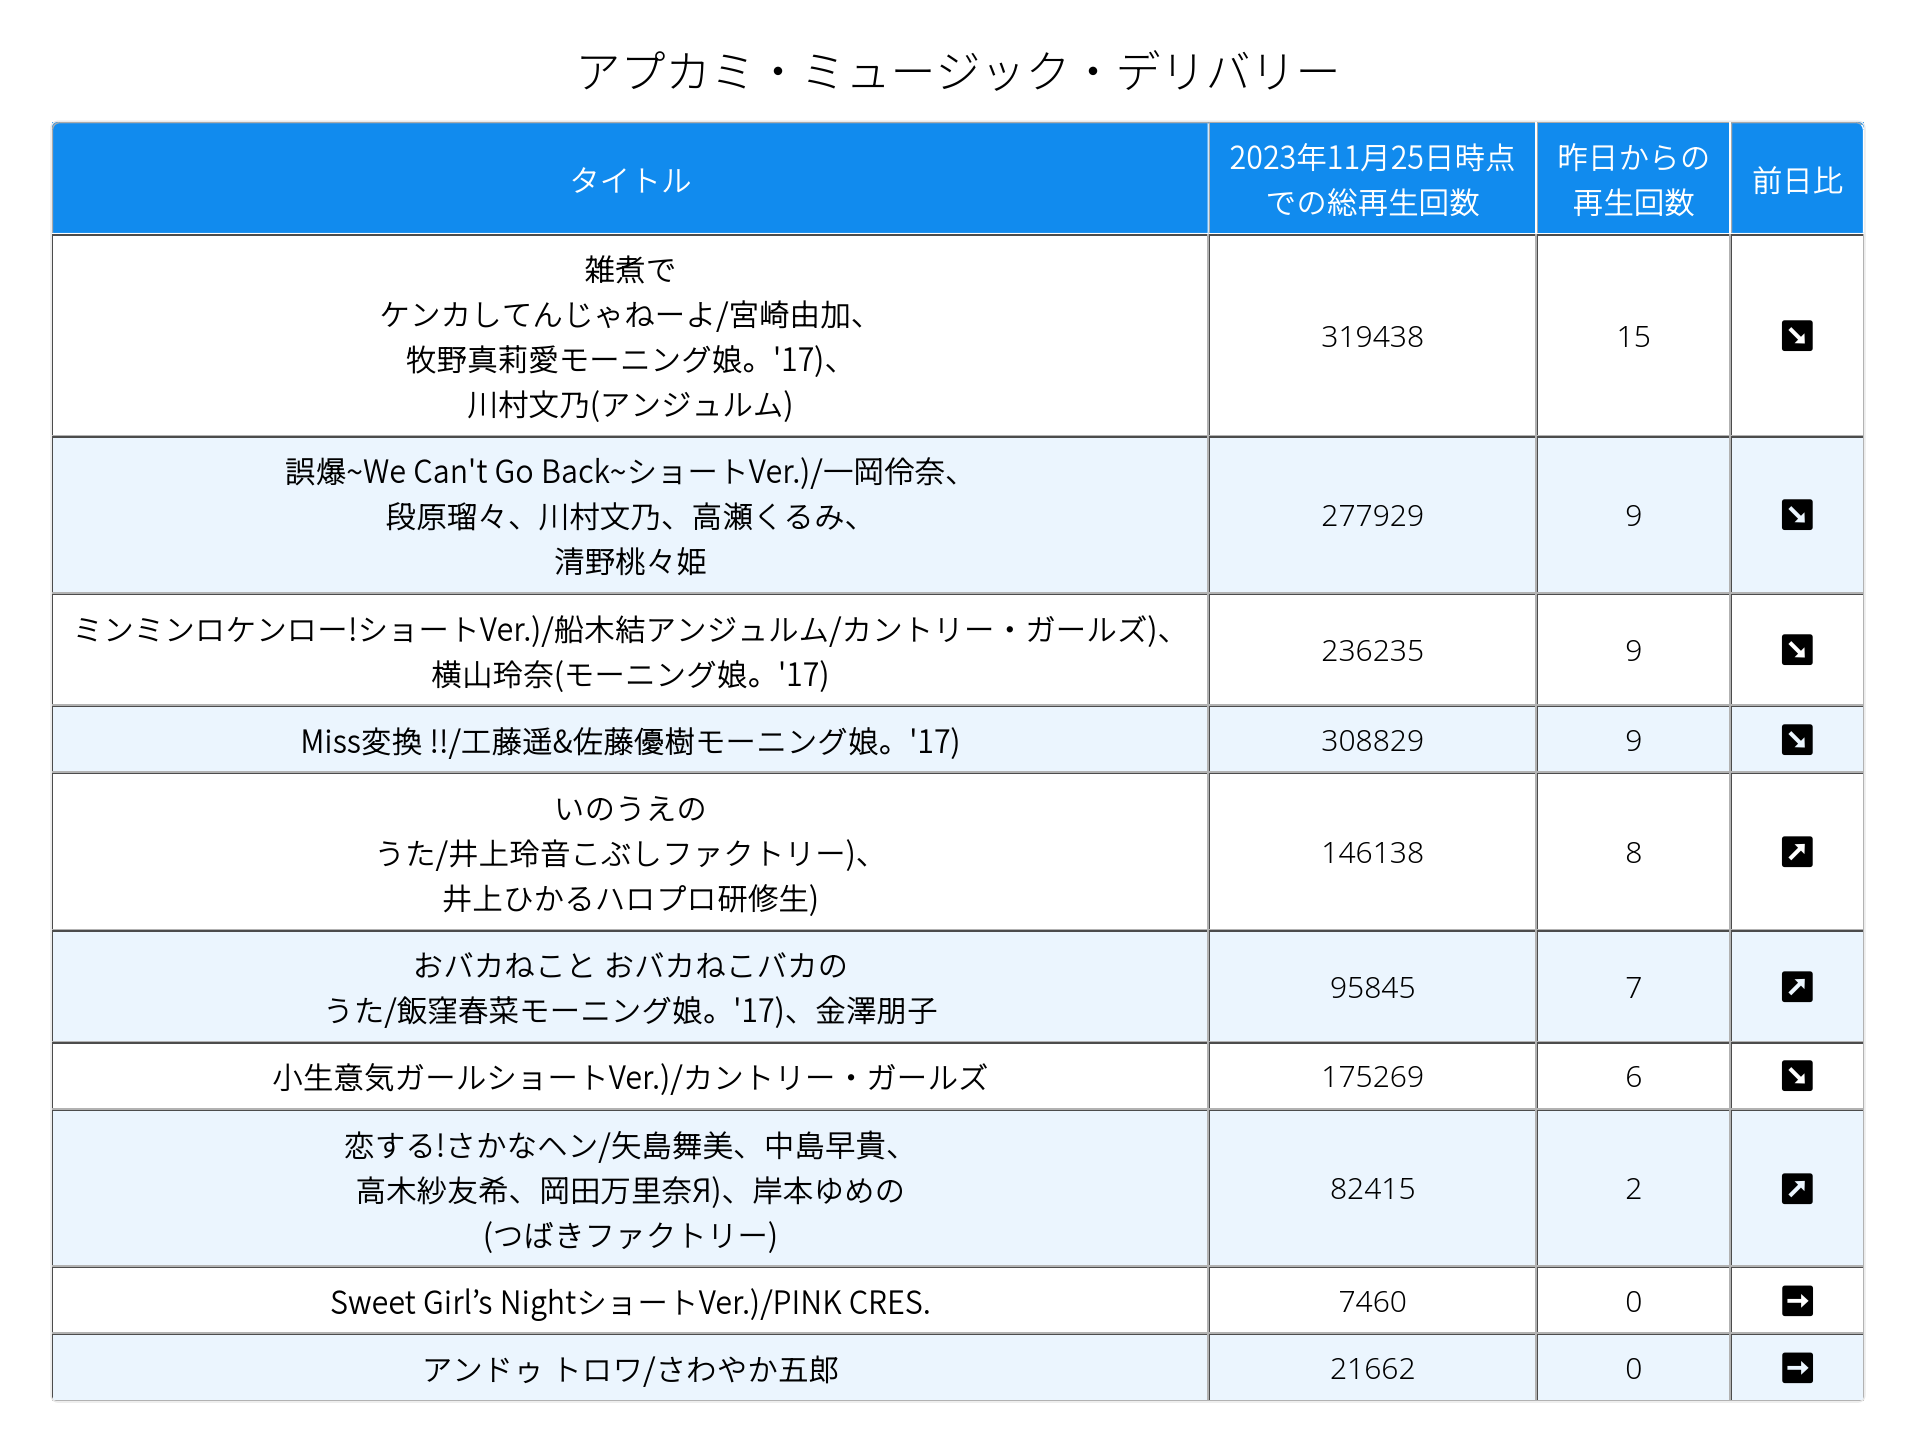 アプカミ・ミュージック・デリバリー
タイトル
2023年11月25日時点
での総再生回数
昨日からの
再生回数
前日比
雑煮で
ケンカしてんじゃねーよ/宮崎由加、
牧野真莉愛モーニング娘。'17)、
川村文乃(アンジュルム)
319438
15
誤爆~We Can't Go Back~ショートVer.)/一岡伶奈、
段原瑠々、川村文乃、高瀬くるみ、
清野桃々姫
277929
9
ミンミンロケンロー!ショートVer.)/船木結アンジュルム/カントリー・ガールズ)、
横山玲奈(モーニング娘。'17)
236235
9
Miss変換 !!/工藤遥&佐藤優樹モーニング娘。'17)
308829
9
いのうえの
うた/井上玲音こぶしファクトリー)、
井上ひかるハロプロ研修生)
146138
8
おバカねこと おバカねこバカの
うた/飯窪春菜モーニング娘。'17)、金澤朋子
95845
7
小生意気ガールショートVer.)/カントリー・ガールズ
175269
6
恋する!さかなヘン/矢島舞美、中島早貴、
高木紗友希、岡田万里奈Я)、岸本ゆめの
(つばきファクトリー)
82415
2
Sweet Girl’s NightショートVer.)/PINK CRES.
7460
0
アンドゥ トロワ/さわやか五郎
21662
0